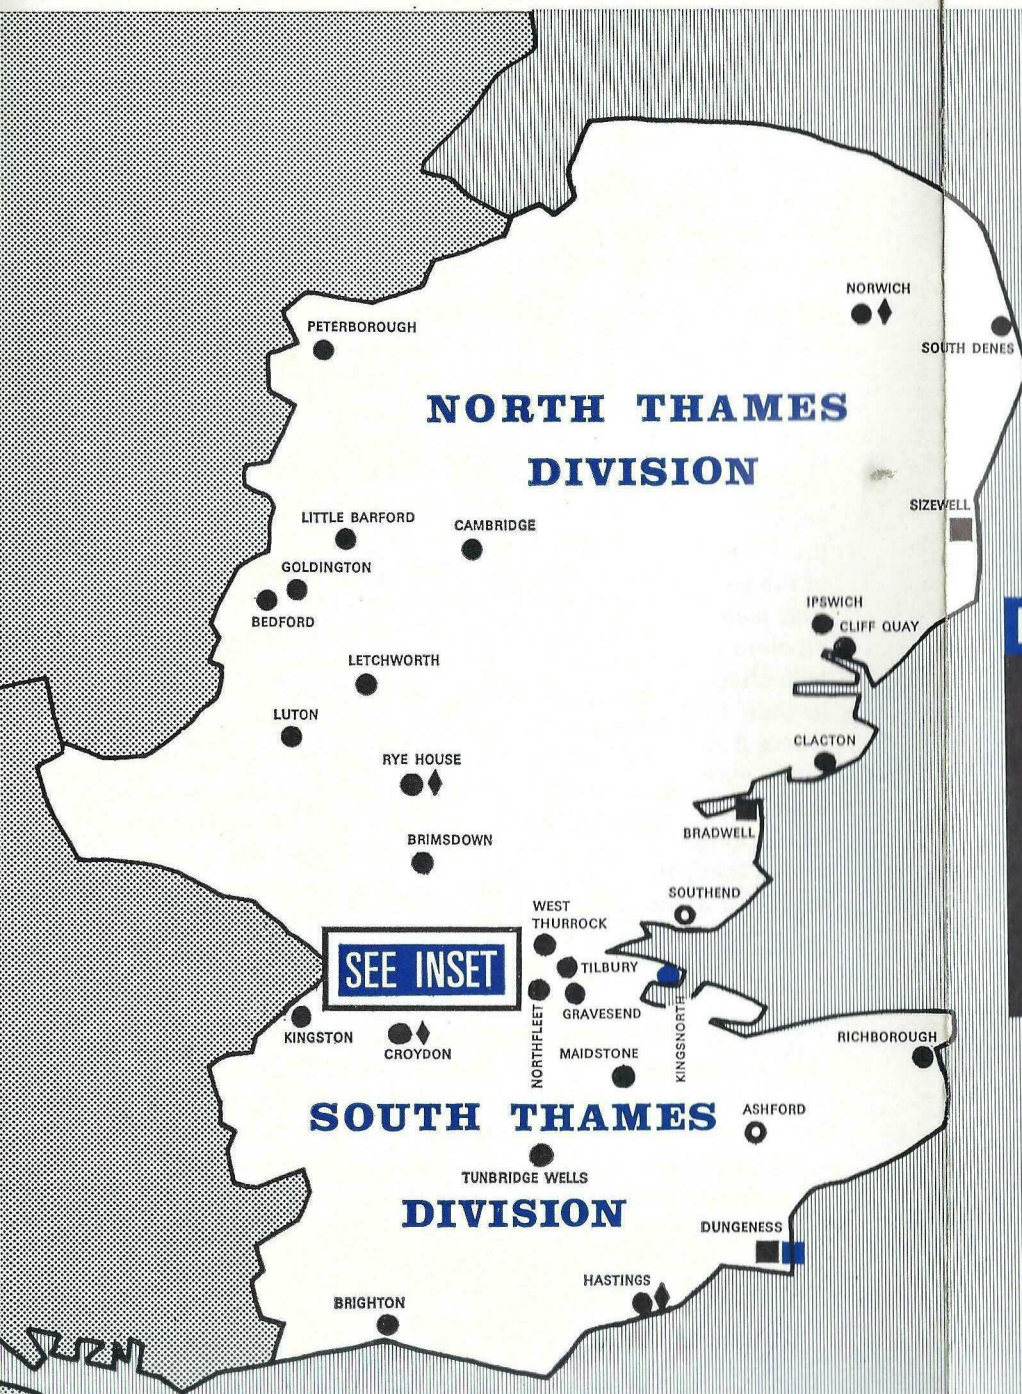 NORWICH
SOUTH DENES
PETERBOROUGH
NORTH THAMES
DIVISION
SIZEWELL
LITTLE BARFORD
CAMBRIDGE
GOLDINGTON
BEDFORD
IPSWICH
CLIFF QUAY
LETCHWORTH
LUTON
CLACTON
RYE HOUSE
BRADWELL
BRIMSDOWN
SOUTHEND
WEST
THURROCK
SEE INSET
TILBURY
GRAVESEND
NORTHFLEET
KINGSNORTH
KINGSTON
CROYDON
MAIDSTONE
RICHBOROUGH
SOUTH THAMES
ASHFORD
TUNBRIDGE WELLS
DIVISION
DUNGENESS
HASTINGS
BRIGHTON